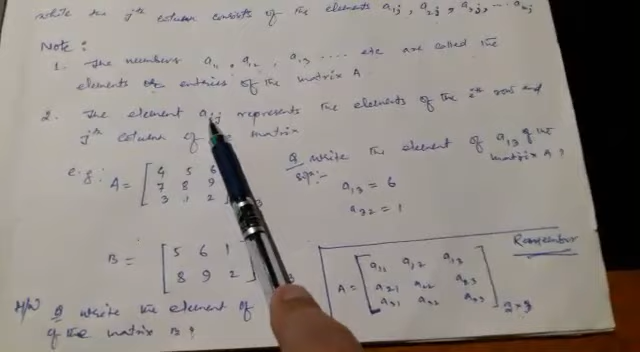 while the jth column consists of the elements a1j, a2j, a3j, ... anj
Note :
1. The numbers a11, a12, a13 .... etc are called the
elements or entries of the matrix A.
2. The element aij represents the elements of the ith row and
jth column of matrix
e.g: A = [ 4 5 6
7 8 9
3 1 2
Q write the element of a13 of the
matrix A?
a13 = 6
a32 = 1
B = [ 5 6 1
8 9 2 ]
Remember
A = [ a11 a12 a13
a21 a22 a23
a31 a32 a33 ]
H/W Q write the element of
of the matrix B?